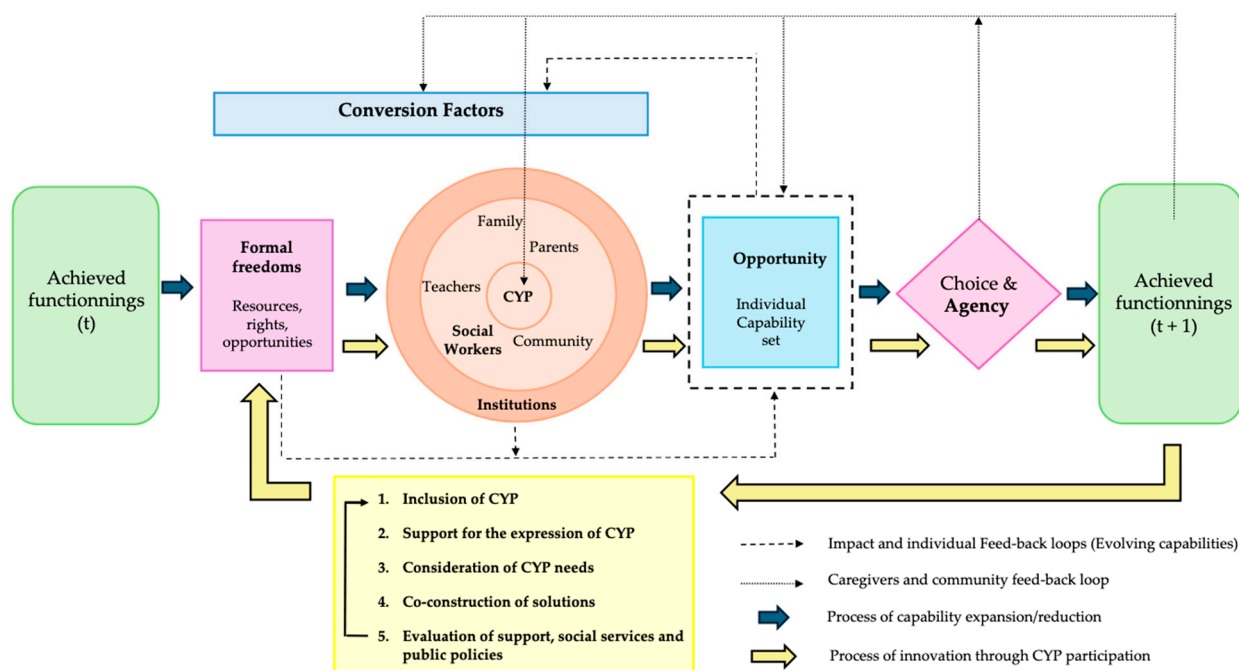 Conversion Factors
Achieved
functionnings
(t)
Formal
freedoms
Resources,
rights,
opportunities
Family
Parents
Teachers
CYP
Social
Workers
Community
Institutions
Opportunity
Individual
Capability
set
Choice &
Agency
Achieved
functionnings
(t + 1)
1. Inclusion of CYP
2. Support for the expression of CYP
3. Consideration of CYP needs
4. Co-construction of solutions
5. Evaluation of support, social services and
public policies
Impact and individual Feed-back loops (Evolving capabilities)
Caregivers and community feed-back loop
Process of capability expansion/reduction
Process of innovation through CYP participation